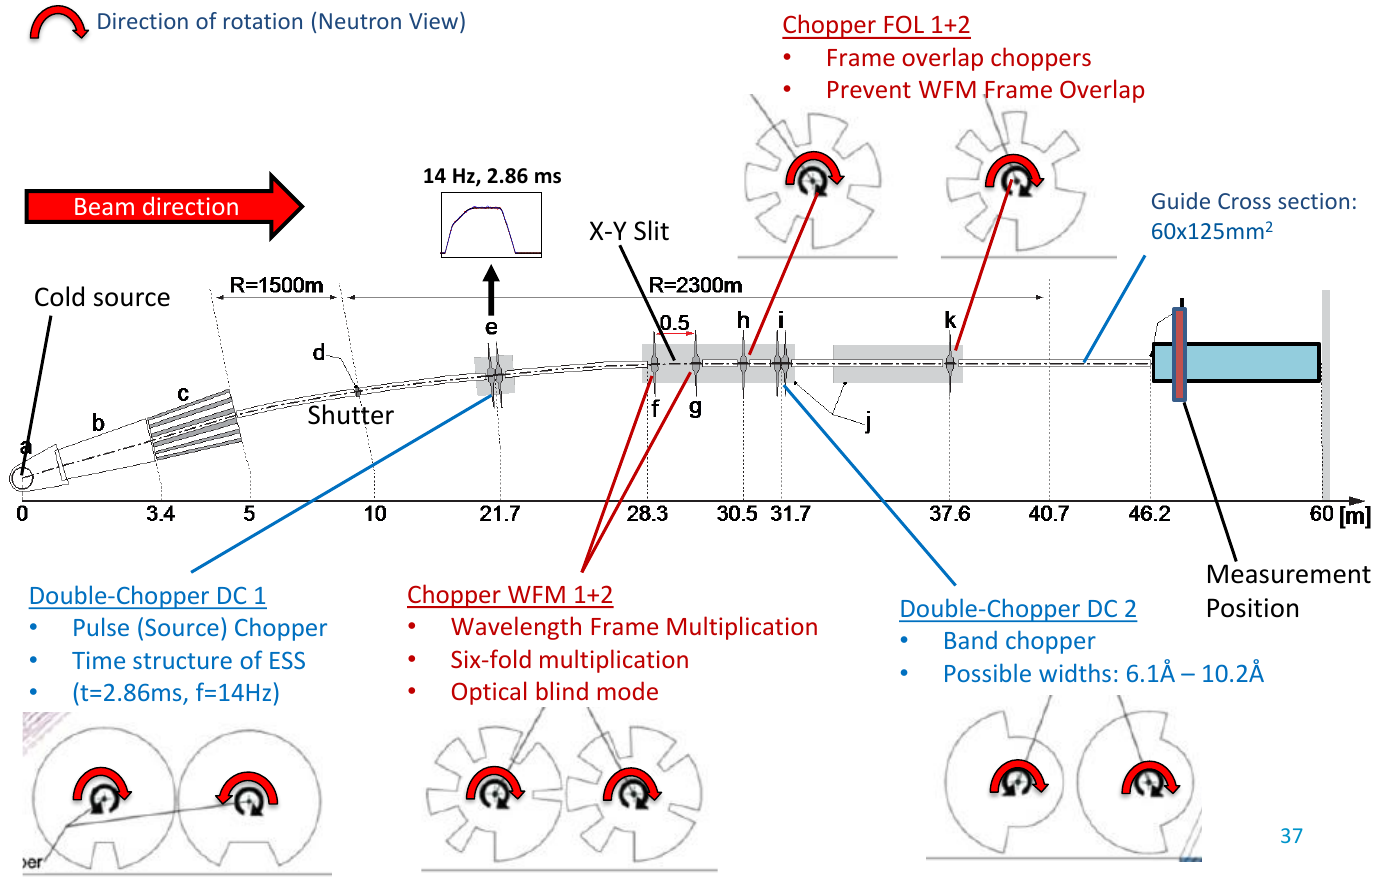 Direction of rotation (Neutron View)
Chopper FOL 1+2
• Frame overlap choppers
• Prevent WFM Frame Overlap
14 Hz, 2.86 ms
Beam direction
X-Y Slit
Guide Cross section:
60x125mm2
R=1500m
R=2300m
Cold source
e
0.5
h
i
k
d
c
b
a
Shutter
f
g
j
0
3.4
5
10
21.7
28.3
30.5
31.7
37.6
40.7
46.2
60 [m]
Measurement
Position
Double-Chopper DC 1
• Pulse (Source) Chopper
• Time structure of ESS
• (t=2.86ms, f=14Hz)
Chopper WFM 1+2
• Wavelength Frame Multiplication
• Six-fold multiplication
• Optical blind mode
Double-Chopper DC 2
• Band chopper
• Possible widths: 6.1Å – 10.2Å
per
37